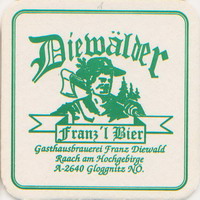 Diewälder
Franz'l Bier
Gasthausbrauerei Franz Diewald
Raach am Hochgebirge
A-2640 Gloggnitz NÖ.